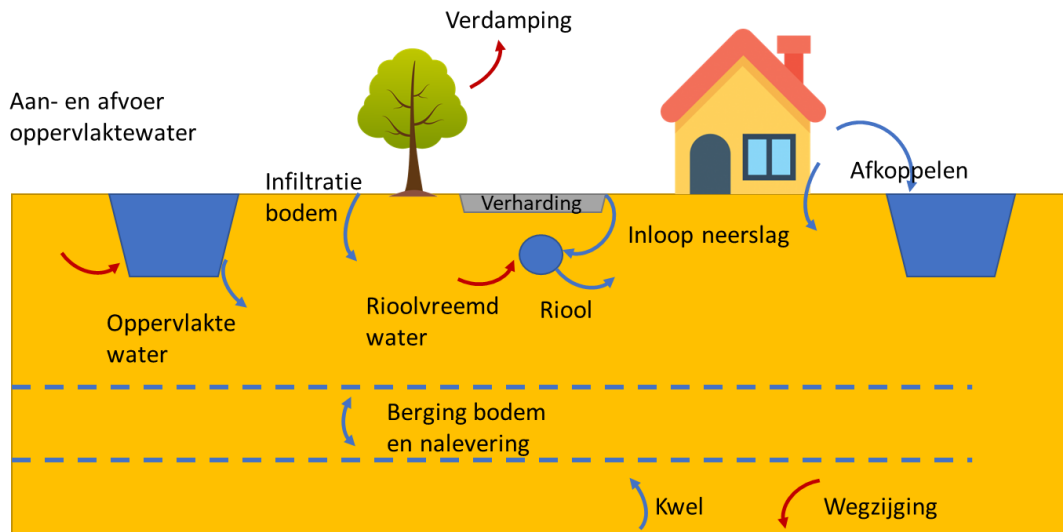 Verdamping
Aan- en afvoer
oppervlaktewater
Afkoppelen
Infiltratie
bodem
Verharding
Inloop neerslag
Oppervlakte
water
Rioolvreemd
water
Riool
Berging bodem
en nalevering
Kwel
Wegzijging